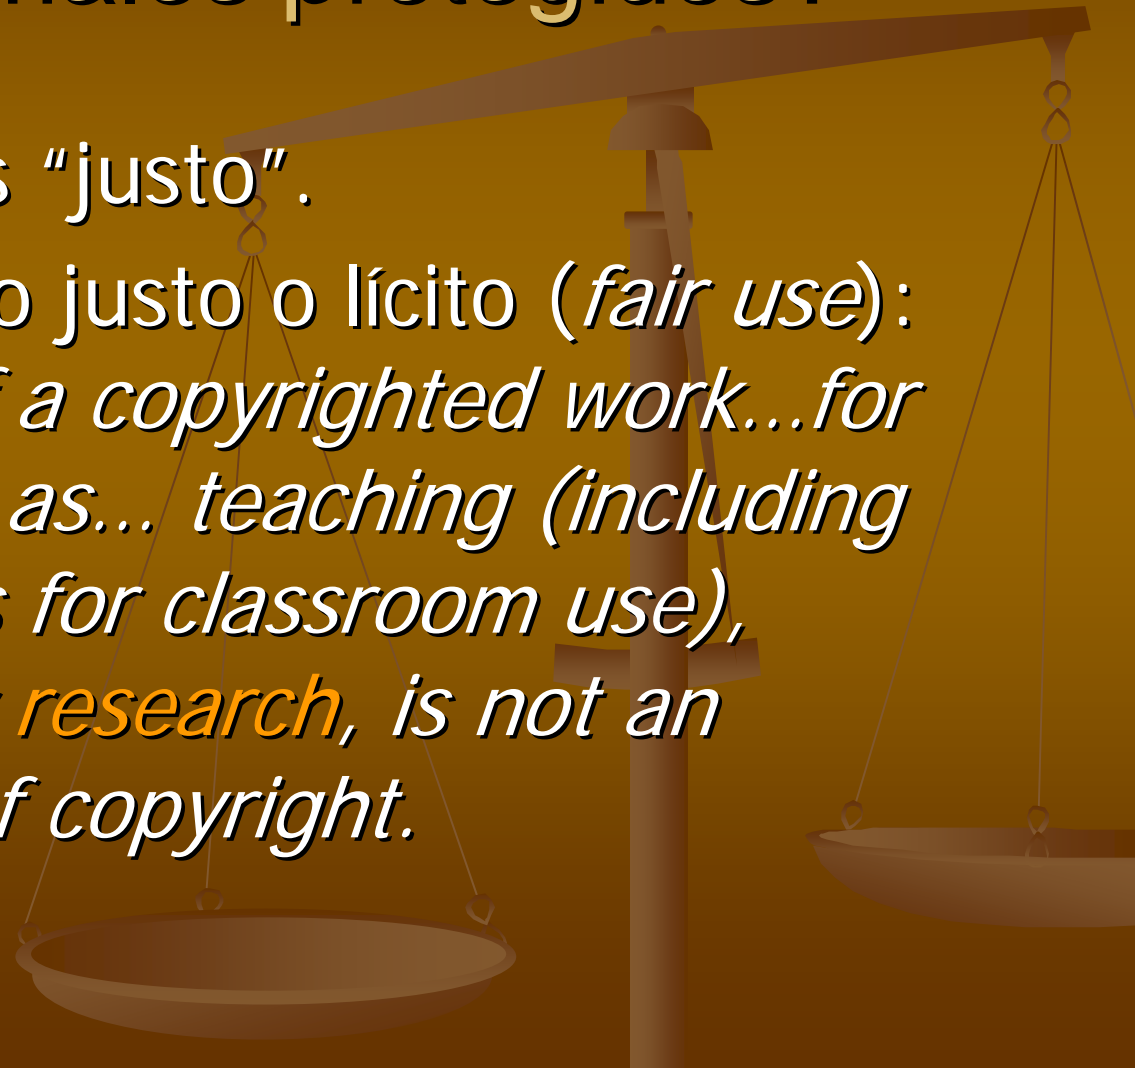 protegidos?
"justo".
justo o lícito (fair use):
a copyrighted work...for
as... teaching (including
for classroom use),
research, is not an
copyright.